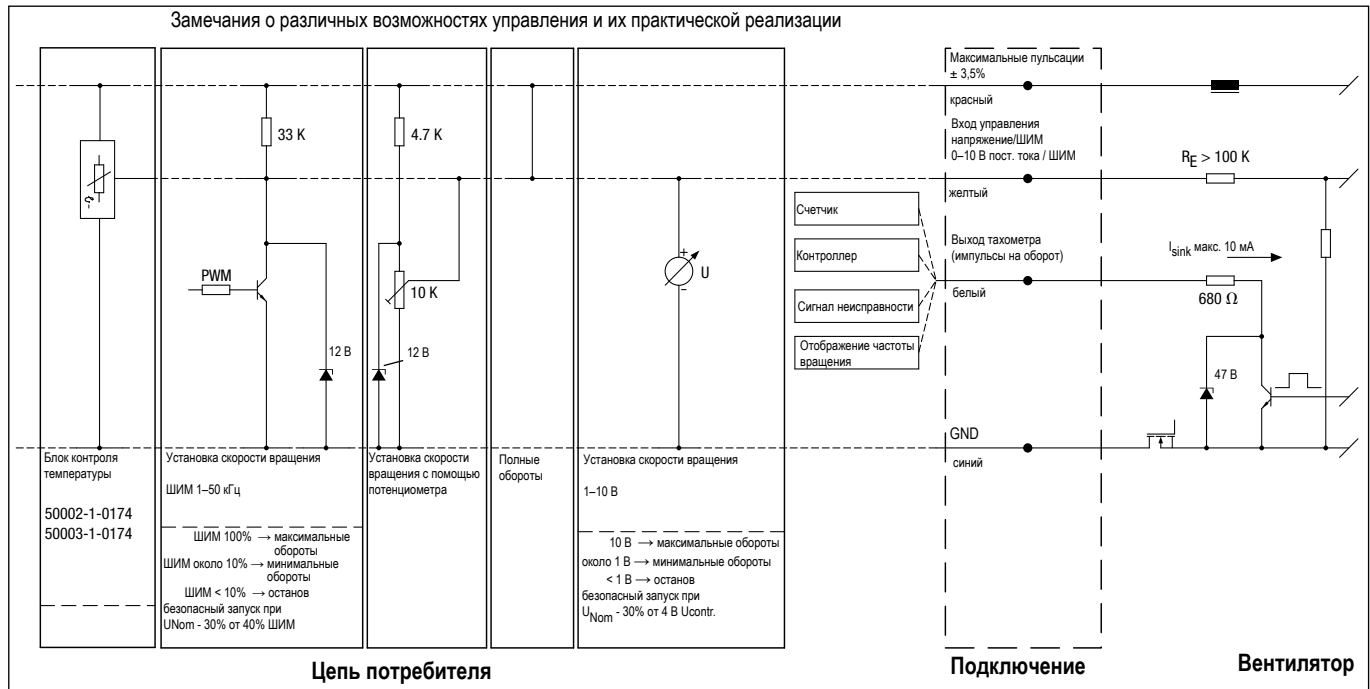 Замечания о различных возможностях управления и их практической реализации
33 K
4.7 K
PWM
12 В
10 K
12 В
+
U
−
Счетчик
Контроллер
Сигнал неисправности
Отображение частоты
вращения
Максимальные пульсации
± 3,5%
красный
Вход управления
напряжение/ШИМ
0–10 В пост. тока / ШИМ
желтый
Выход тахометра
(импульсы на оборот)
белый
GND
синий
RE > 100 K
Isink макс. 10 мА
680 Ω
47 В
Блок контроля
температуры
50002-1-0174
50003-1-0174
Установка скорости вращения
ШИМ 1–50 кГц
ШИМ 100% → максимальные
обороты
ШИМ около 10% → минимальные
обороты
ШИМ < 10% → останов
безопасный запуск при
UNom - 30% от 40% ШИМ
Установка скорости
вращения с помощью
потенциометра
Полные
обороты
Установка скорости вращения
1–10 В
10 В → максимальные обороты
около 1 В → минимальные обороты
< 1 В → останов
безопасный запуск при
UNom - 30% от 4 В Ucontr.
Цепь потребителя
Подключение
Вентилятор